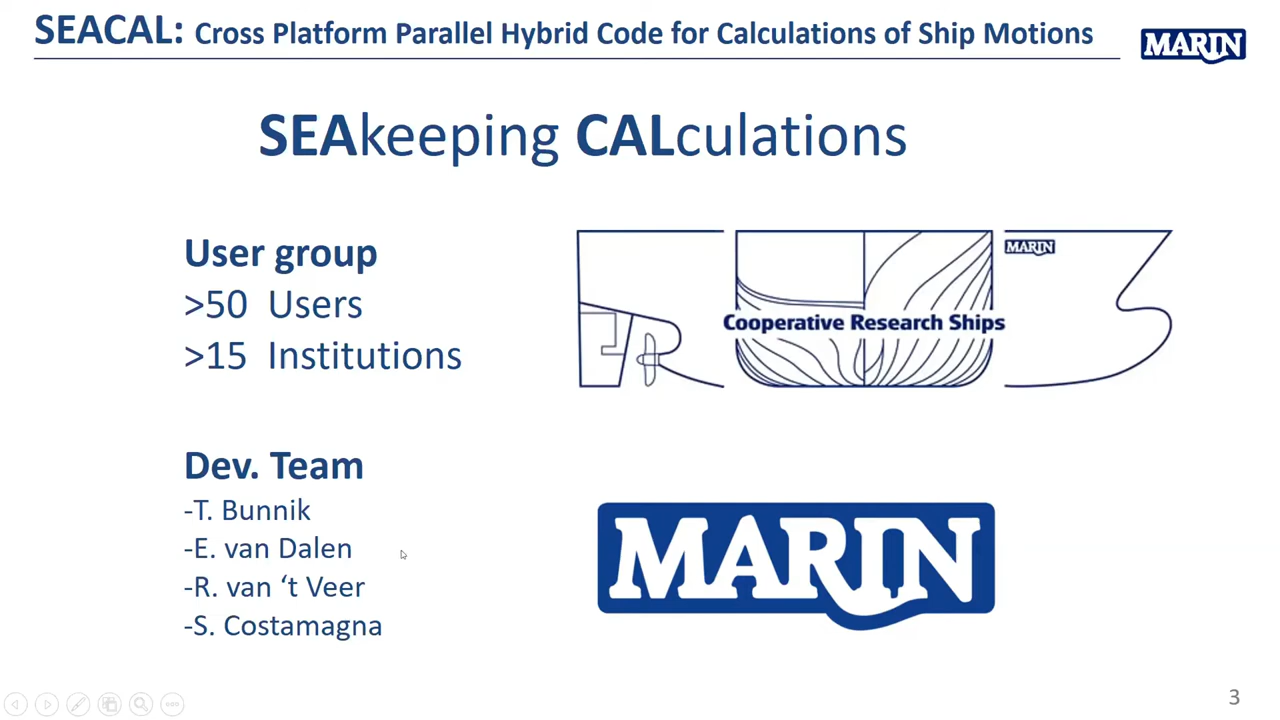 SEACAL: Cross Platform Parallel Hybrid Code for Calculations of Ship Motions
MARIN
SEAkeeping CALculations
User group
>50 Users
>15 Institutions
MARIN
Cooperative Research Ships
Dev. Team
-T. Bunnik
-E. van Dalen
-R. van ‘t Veer
-S. Costamagna
MARIN
3